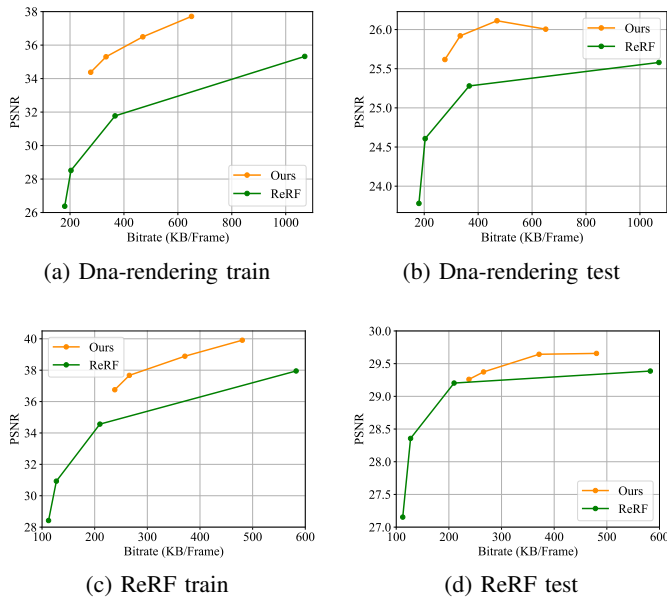 38
36
34
32
30
28
26
PSNR
200 400 600 800 1000
Bitrate (KB/Frame)
Ours
ReRF
(a) Dna-rendering train
26.0
25.5
25.0
24.5
24.0
PSNR
200 400 600 800 1000
Bitrate (KB/Frame)
Ours
ReRF
(b) Dna-rendering test
40
38
36
34
32
30
28
PSNR
100 200 300 400 500 600
Bitrate (KB/Frame)
Ours
ReRF
(c) ReRF train
30.0
29.5
29.0
28.5
28.0
27.5
27.0
PSNR
100 200 300 400 500 600
Bitrate (KB/Frame)
Ours
ReRF
(d) ReRF test